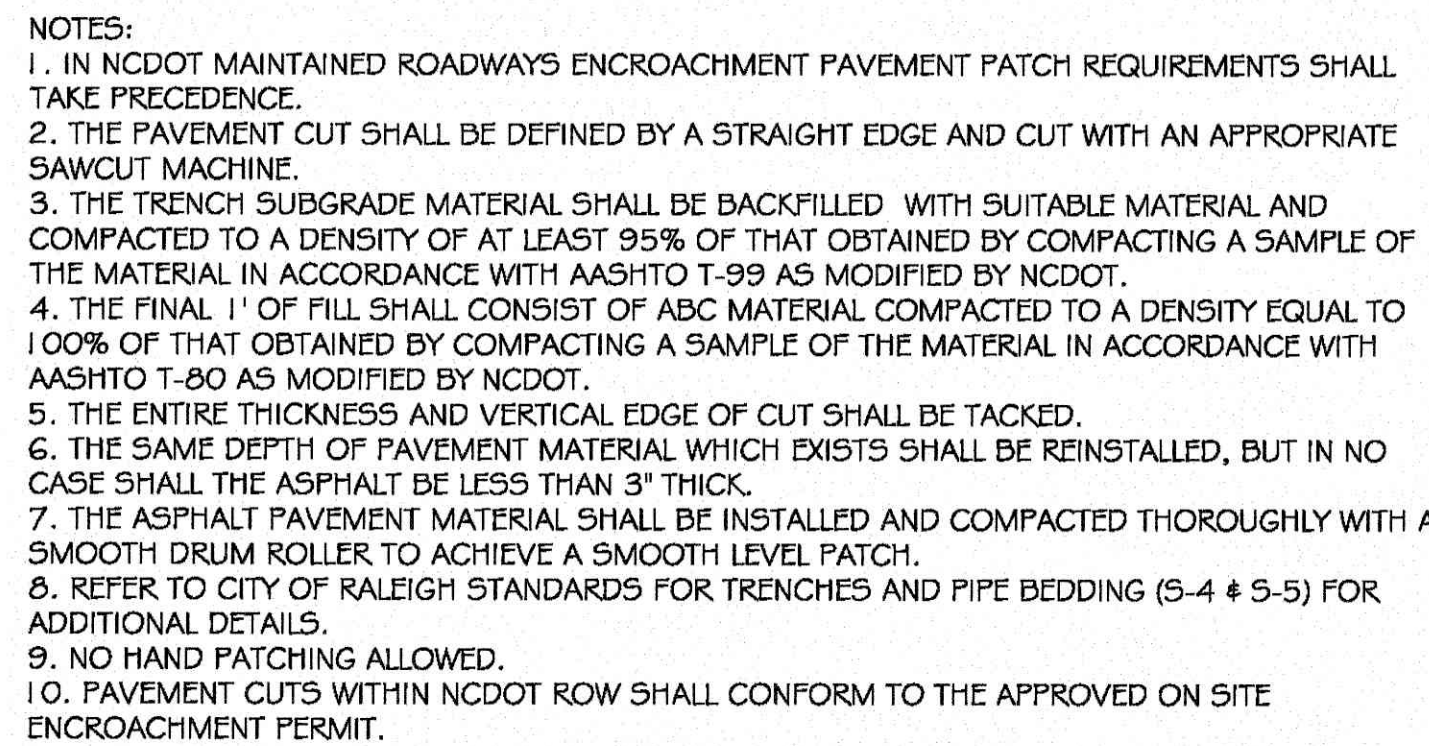 NOTES:
1. IN NCDOT MAINTAINED ROADWAYS ENCROACHMENT PAVEMENT PATCH REQUIREMENTS SHALL
TAKE PRECEDENCE.
2. THE PAVEMENT CUT SHALL BE DEFINED BY A STRAIGHT EDGE AND CUT WITH AN APPROPRIATE
SAWCUT MACHINE.
3. THE TRENCH SUBGRADE MATERIAL SHALL BE BACKFILLED WITH SUITABLE MATERIAL AND
COMPACTED TO A DENSITY OF AT LEAST 95% OF THAT OBTAINED BY COMPACTING A SAMPLE OF
THE MATERIAL IN ACCORDANCE WITH AASHTO T-99 AS MODIFIED BY NCDOT.
4. THE FINAL 1' OF FILL SHALL CONSIST OF ABC MATERIAL COMPACTED TO A DENSITY EQUAL TO
100% OF THAT OBTAINED BY COMPACTING A SAMPLE OF THE MATERIAL IN ACCORDANCE WITH
AASHTO T-80 AS MODIFIED BY NCDOT.
5. THE ENTIRE THICKNESS AND VERTICAL EDGE OF CUT SHALL BE TACKED.
6. THE SAME DEPTH OF PAVEMENT MATERIAL WHICH EXISTS SHALL BE REINSTALLED, BUT IN NO
CASE SHALL THE ASPHALT BE LESS THAN 3" THICK.
7. THE ASPHALT PAVEMENT MATERIAL SHALL BE INSTALLED AND COMPACTED THOROUGHLY WITH A
SMOOTH DRUM ROLLER TO ACHIEVE A SMOOTH LEVEL PATCH.
8. REFER TO CITY OF RALEIGH STANDARDS FOR TRENCHES AND PIPE BEDDING (S-4 & S-5) FOR
ADDITIONAL DETAILS.
9. NO HAND PATCHING ALLOWED.
10. PAVEMENT CUTS WITHIN NCDOT ROW SHALL CONFORM TO THE APPROVED ON SITE
ENCROACHMENT PERMIT.